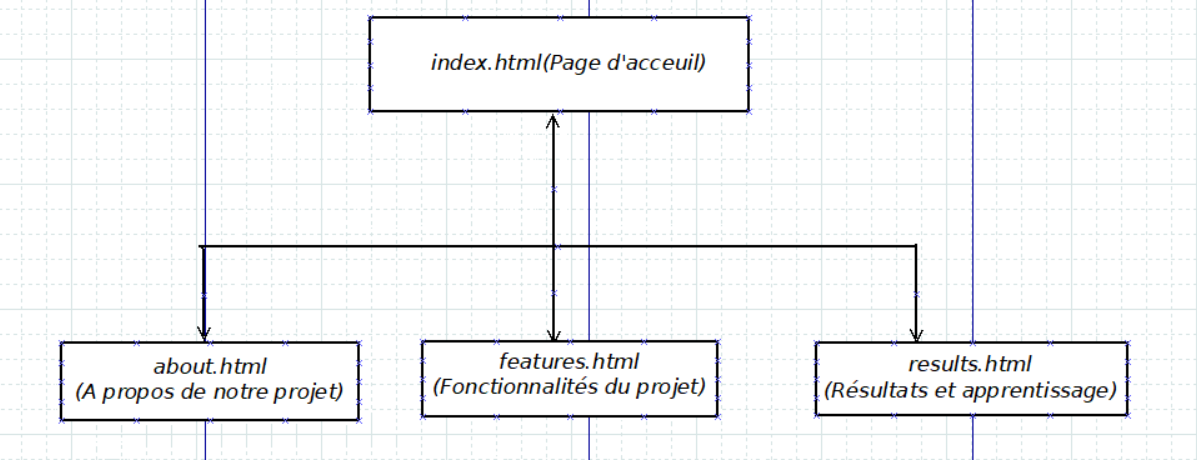 index.html(Page d'acceuil)
about.html
(A propos de notre projet)
features.html
(Fonctionnalités du projet)
results.html
(Résultats et apprentissage)